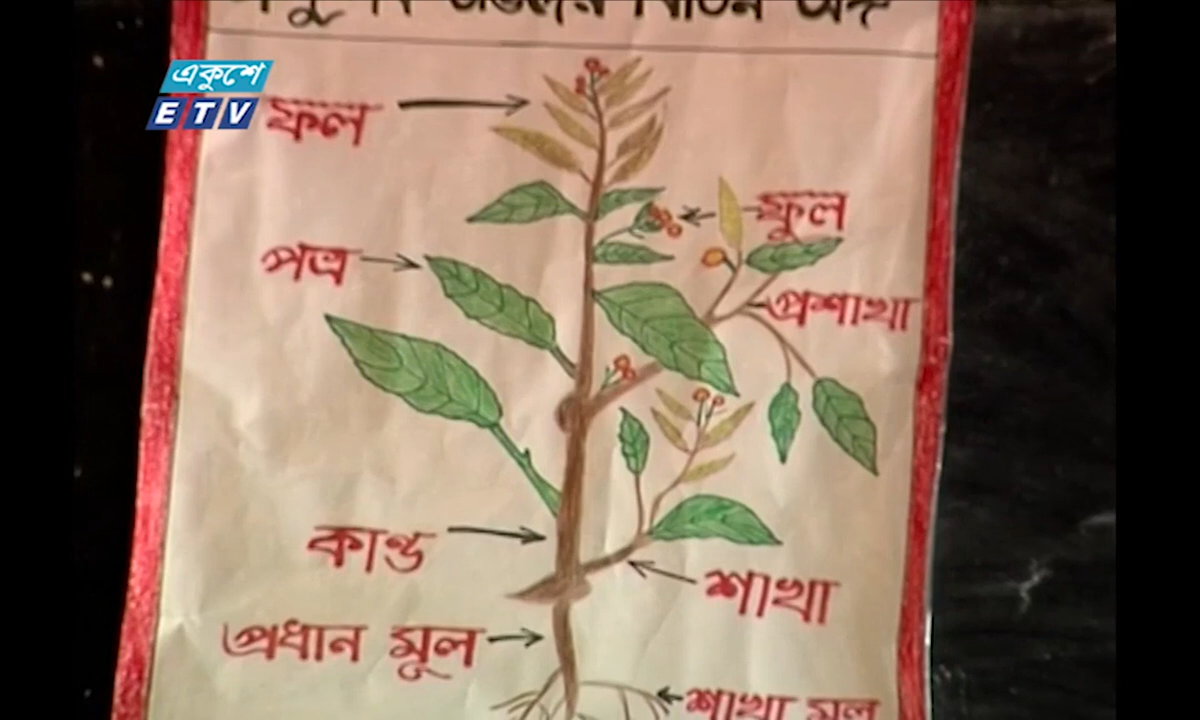 একুশে
ETV
ফল
ফুল
পত্র
প্রশাখা
কান্ড
শাখা
প্রধান মূল
শাখা মূল